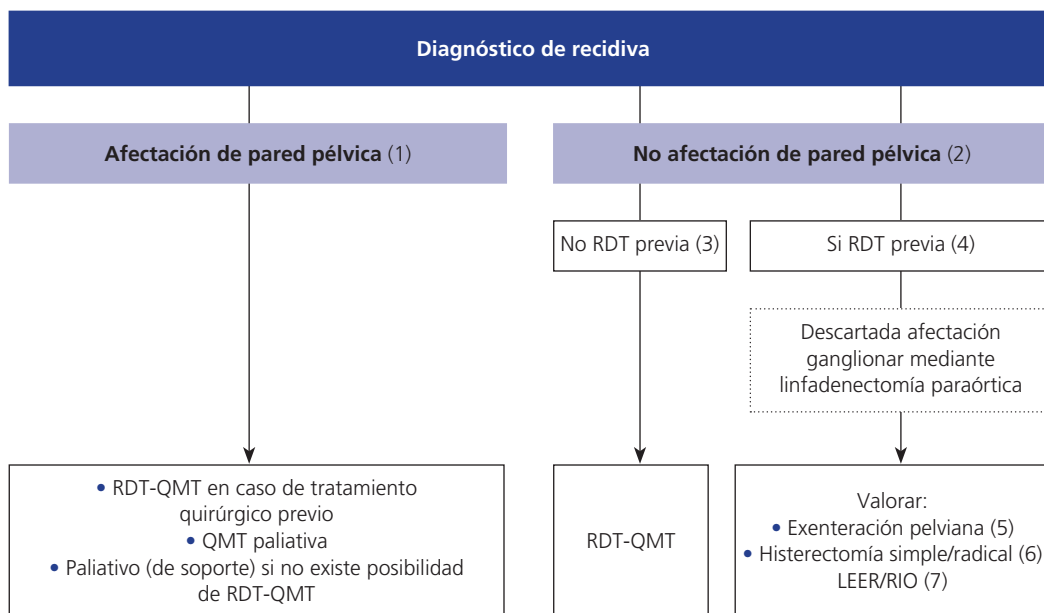 Diagnóstico de recidiva
Afectación de pared pélvica (1)
No afectación de pared pélvica (2)
No RDT previa (3)
Si RDT previa (4)
Descartada afectación
ganglionar mediante
linfadenectomía paraórtica
• RDT-QMT en caso de tratamiento
quirúrgico previo
• QMT paliativa
• Paliativo (de soporte) si no existe posibilidad
de RDT-QMT
RDT-QMT
Valorar:
• Exenteración pelviana (5)
• Histerectomía simple/radical (6)
LEER/RIO (7)